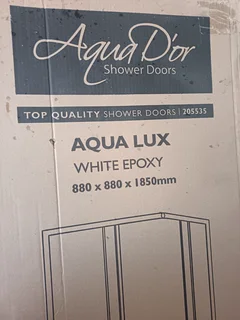 Aqua D'or
Shower Doors
TOP QUALITY SHOWER DOORS | 205535
AQUA LUX
WHITE EPOXY
880 x 880 x 1850mm